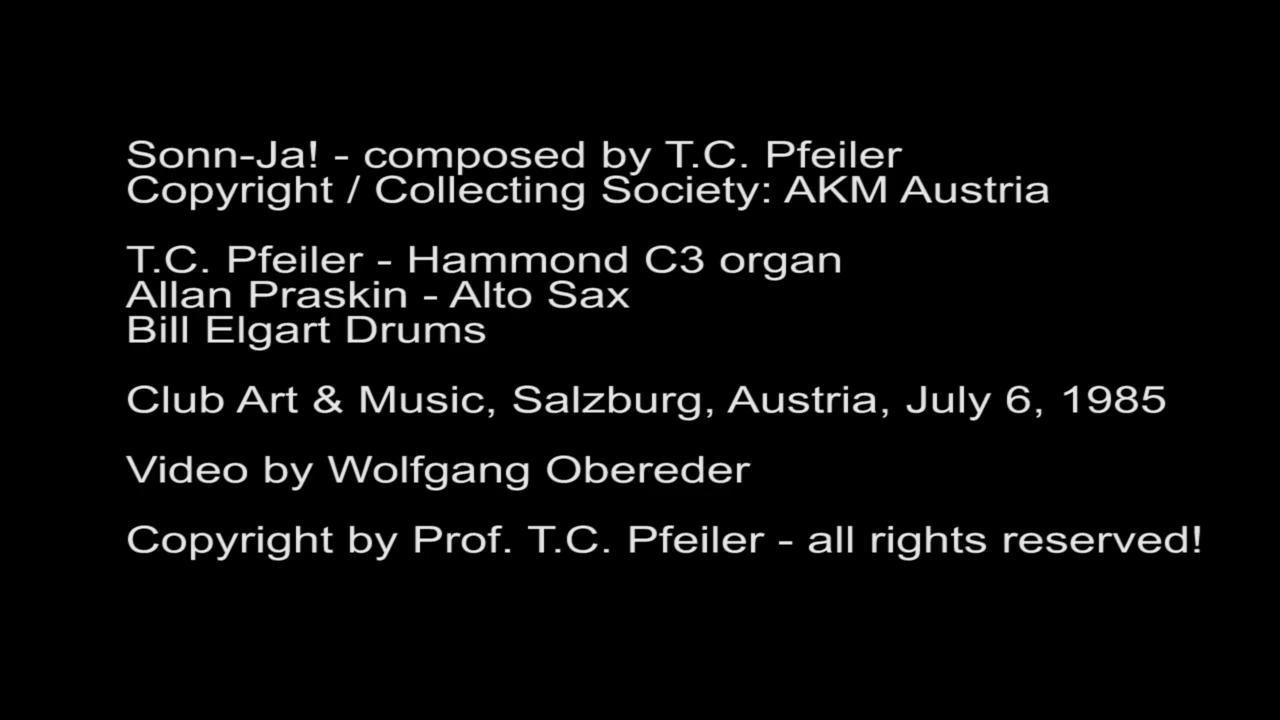 Sonn-Ja! - composed by T.C. Pfeiler
Copyright / Collecting Society: AKM Austria
T.C. Pfeiler - Hammond C3 organ
Allan Praskin - Alto Sax
Bill Elgart Drums
Club Art & Music, Salzburg, Austria, July 6, 1985
Video by Wolfgang Obereder
Copyright by Prof. T.C. Pfeiler - all rights reserved!